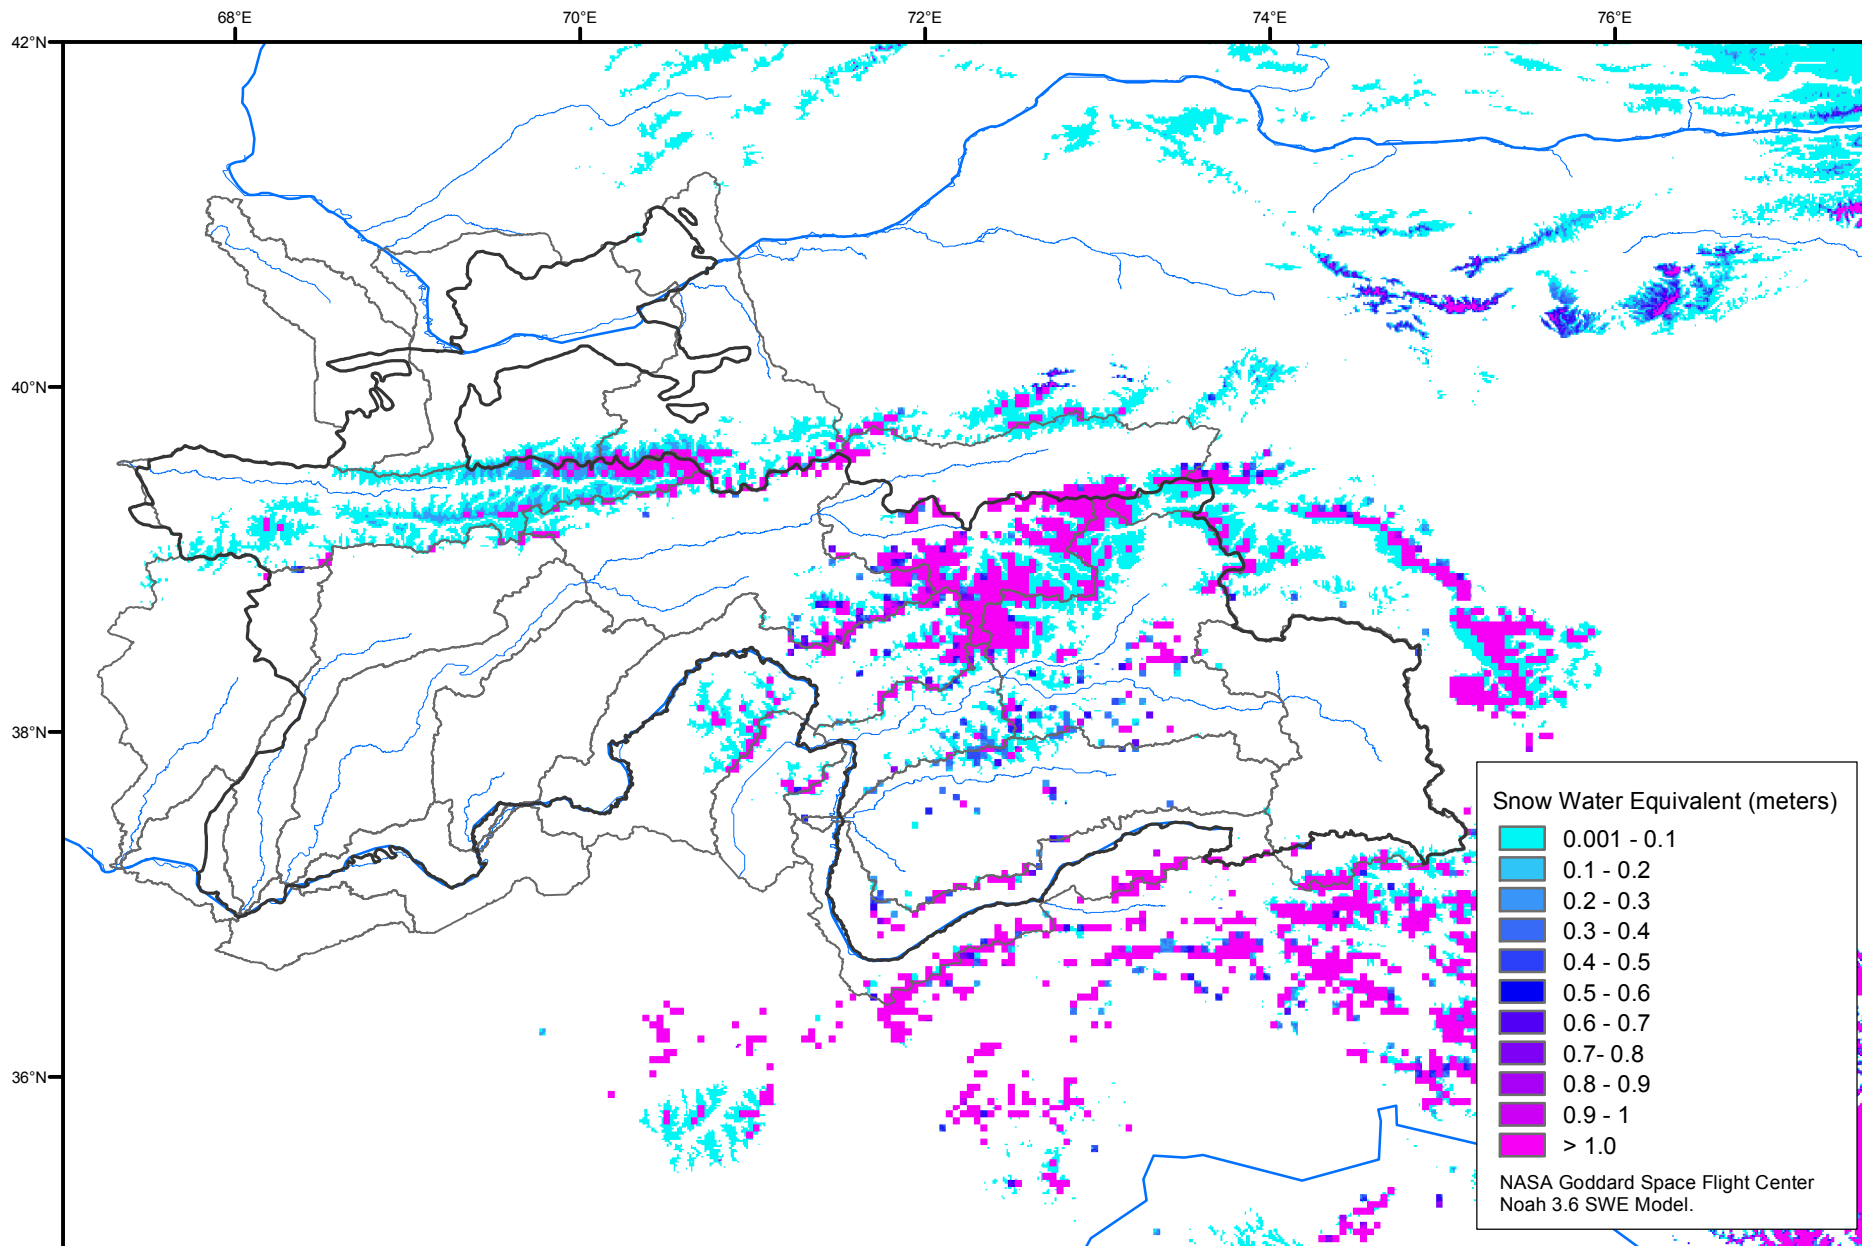 68°E 70°E 72°E 74°E 76°E
42°N
40°N
38°N
36°N
Snow Water Equivalent (meters)
0.001 - 0.1
0.1 - 0.2
0.2 - 0.3
0.3 - 0.4
0.4 - 0.5
0.5 - 0.6
0.6 - 0.7
0.7- 0.8
0.8 - 0.9
0.9 - 1
> 1.0
NASA Goddard Space Flight Center
Noah 3.6 SWE Model.